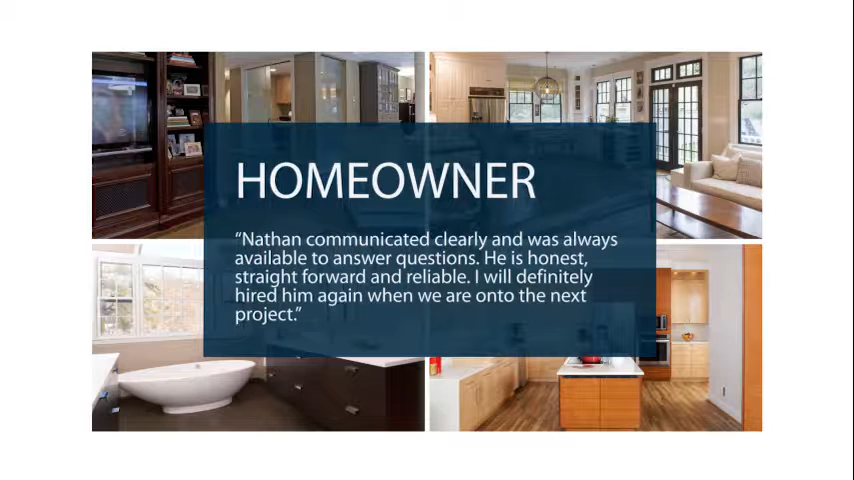 HOMEOWNER
“Nathan communicated clearly and was always
available to answer questions. He is honest,
straight forward and reliable. I will definitely
hired him again when we are onto the next
project.”